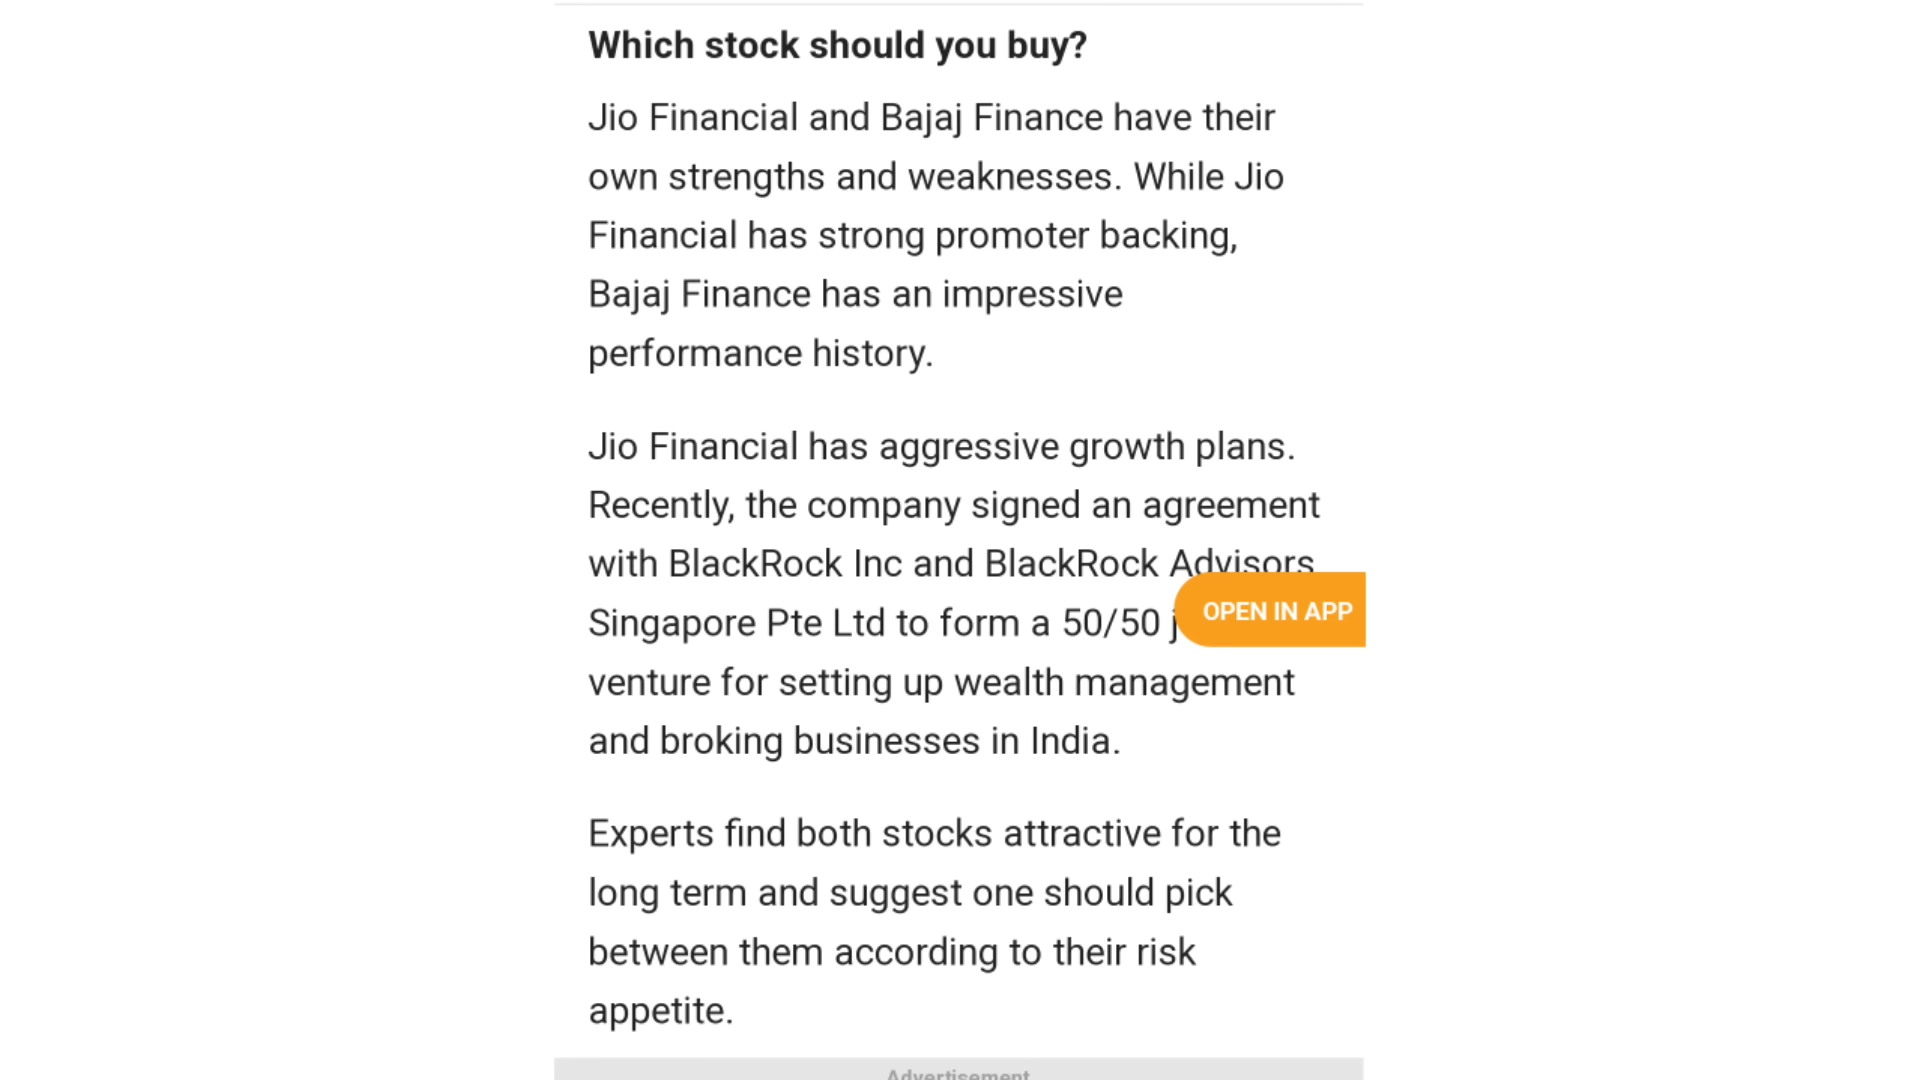 Which stock should you buy?
Jio Financial and Bajaj Finance have their
own strengths and weaknesses. While Jio
Financial has strong promoter backing,
Bajaj Finance has an impressive
performance history.
Jio Financial has aggressive growth plans.
Recently, the company signed an agreement
with BlackRock Inc and BlackRock Advisors
Singapore Pte Ltd to form a 50/50
OPEN IN APP
venture for setting up wealth management
and broking businesses in India.
Experts find both stocks attractive for the
long term and suggest one should pick
between them according to their risk
appetite.
Advertisement